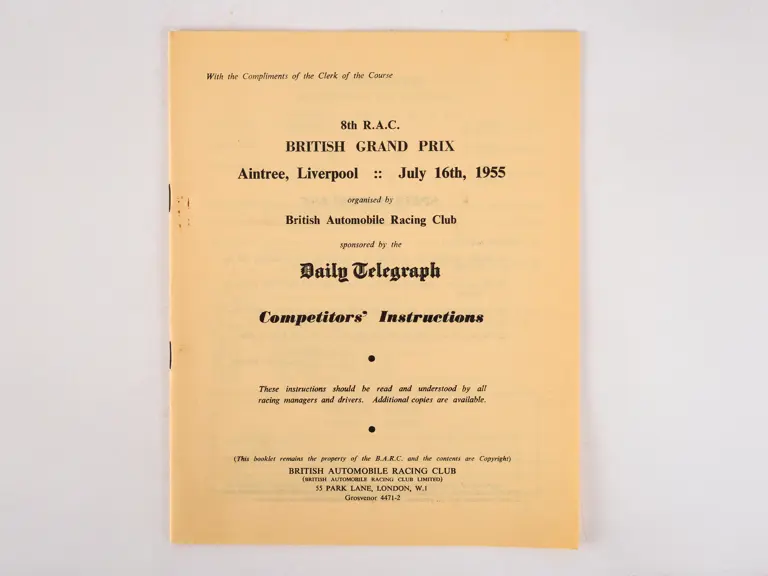 With the Compliments of the Clerk of the Course
8th R.A.C.
BRITISH GRAND PRIX
Aintree, Liverpool :: July 16th, 1955
organised by
British Automobile Racing Club
sponsored by the
Daily Telegraph
Competitors' Instructions
These instructions should be read and understood by all
racing managers and drivers. Additional copies are available.
(This booklet remains the property of the B.A.R.C. and the contents are Copyright)
BRITISH AUTOMOBILE RACING CLUB
(BRITISH AUTOMOBILE RACING CLUB LIMITED)
55 PARK LANE, LONDON, W.1
Grosvenor 4471-2